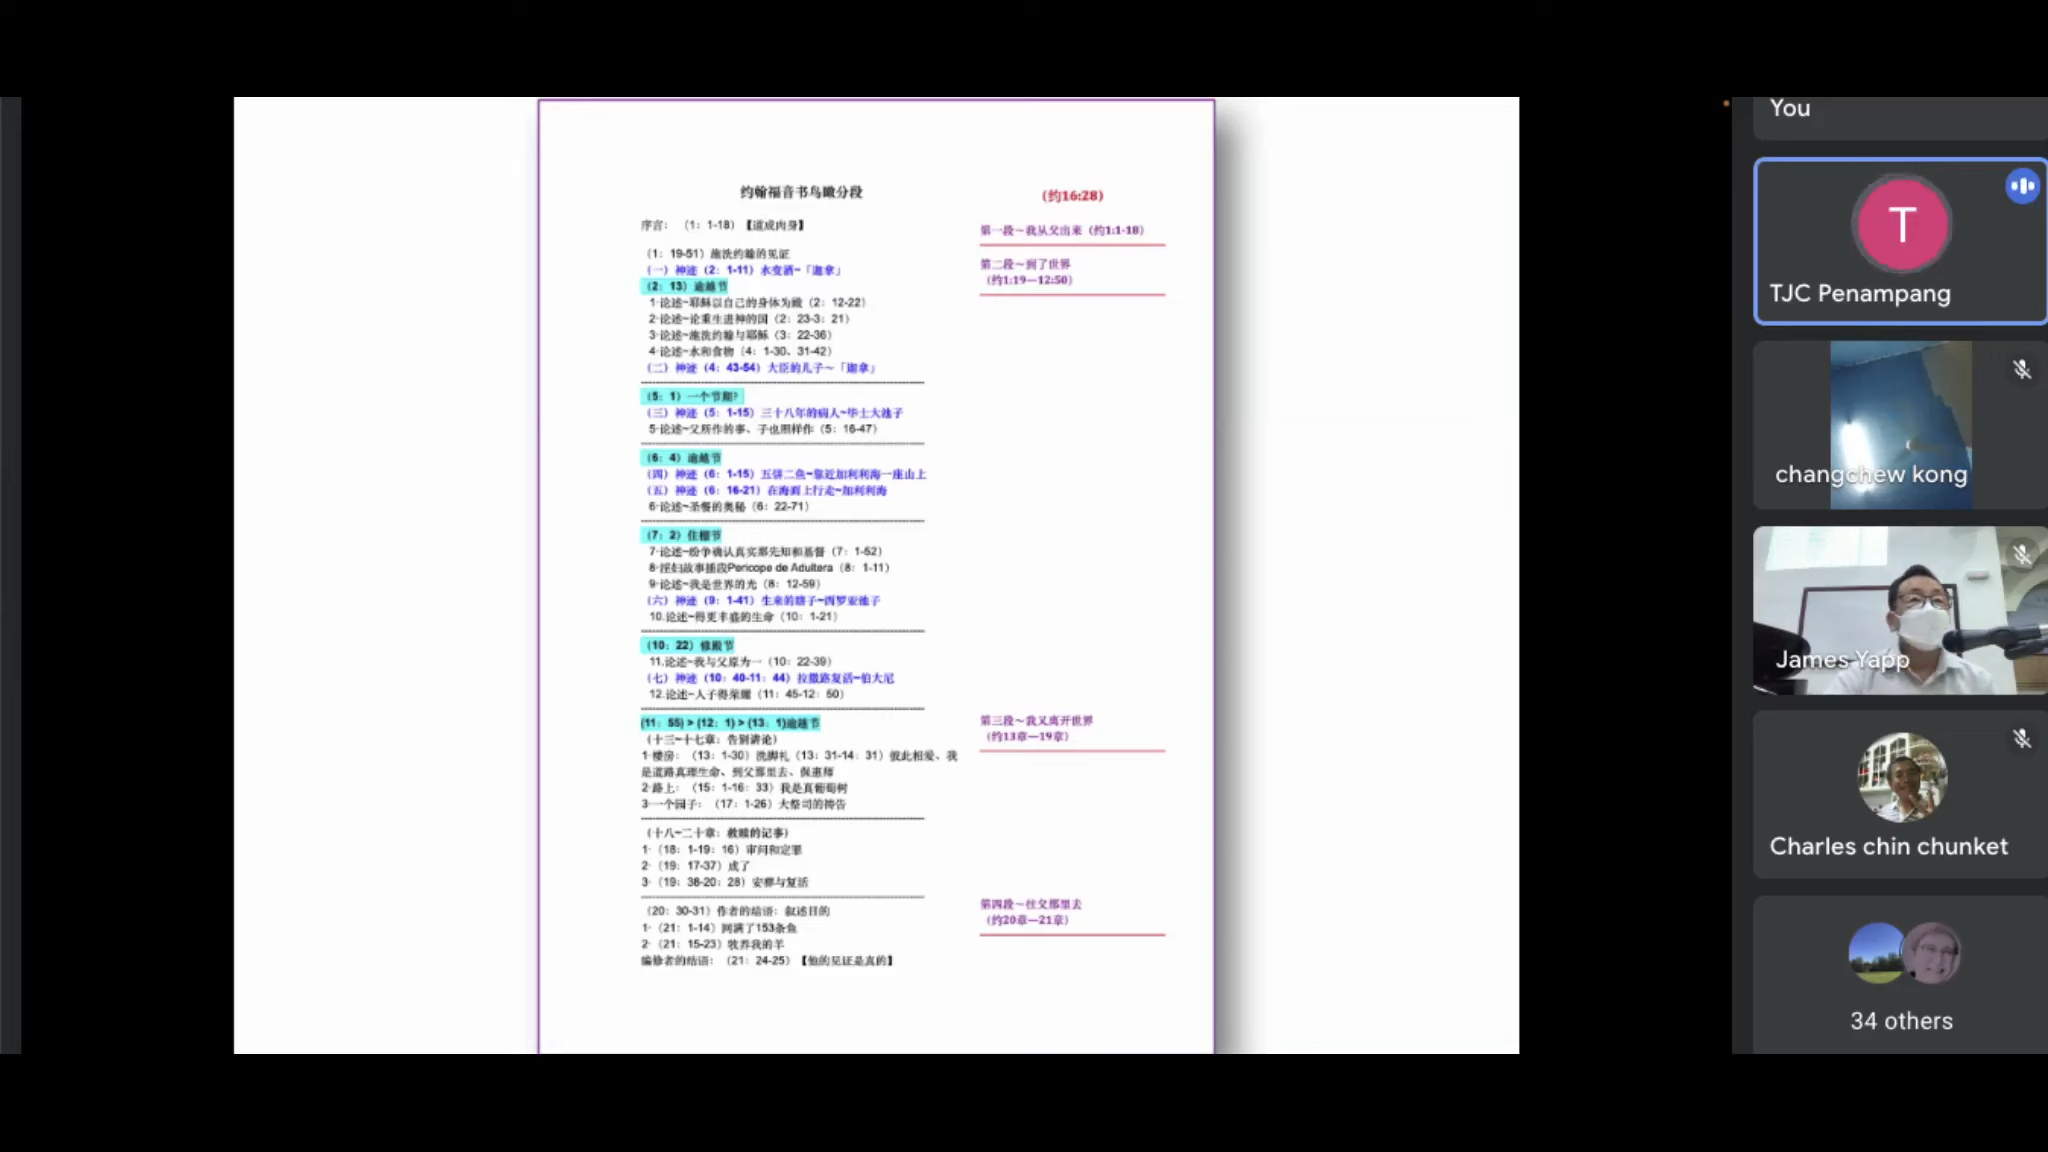 约翰福音书鸟瞰分段
序言：（1：1-18）【道成肉身】
（1：19-51）施洗约翰的见证
（一）神迹（2：1-11）水变酒~「迦拿」
（2：13）逾越节
1·论述~耶稣以自己的身体为殿（2：12-22）
2·论述~论重生进神的国（2：23-3：21）
3·论述~施洗约翰与耶稣（3：22-36）
4·论述~水和食物（4：1-30、31-42）
（二）神迹（4：43-54）大臣的儿子~「迦拿」
（5：1）一个节期?
（三）神迹（5：1-15）三十八年的病人~毕士大池子
5·论述~父所作的事、子也照样作（5：16-47）
（6：4）逾越节
（四）神迹（6：1-15）五饼二鱼~靠近加利利海一座山上
（五）神迹（6：16-21）在海面上行走~加利利海
6·论述~圣餐的奥秘（6：22-71）
（7：2）住棚节
7·论述~纷争确认真实那先知和基督（7：1-52）
8·淫妇故事插段Pericope de Adultera（8：1-11）
9·论述~我是世界的光（8：12-59）
（六）神迹（9：1-41）生来的瞎子~西罗亚池子
10.论述~得更丰盛的生命（10：1-21）
（10：22）修殿节
11.论述~我与父原为一（10：22-39）
（七）神迹（10：40-11：44）拉撒路复活~伯大尼
12.论述~人子得荣耀（11：45-12：50）
(11：55) > (12：1) > (13：1)逾越节
（十三~十七章：告别讲论）
1·楼房：（13：1-30）洗脚礼（13：31-14：31）彼此相爱、我
是道路真理生命、到父那里去、保惠师
2·路上：（15：1-16：33）我是真葡萄树
3·一个园子：（17：1-26）大祭司的祷告
（十八~二十章：救赎的记事）
1·（18：1-19：16）审问和定罪
2·（19：17-37）成了
3·（19：38-20：28）安葬与复活
（20：30-31）作者的结语：叙述目的
1·（21：1-14）网满了153条鱼
2·（21：15-23）牧养我的羊
编修者的结语：（21：24-25）【他的见证是真的】
（约16:28）
第一段～我从父出来（约1:1-18）
第二段～到了世界
（约1:19—12:50）
第三段～我又离开世界
（约13章—19章）
第四段～往父那里去
（约20章—21章）
You
T
TJC Penampang
changchew kong
James Yapp
Charles chin chunket
34 others